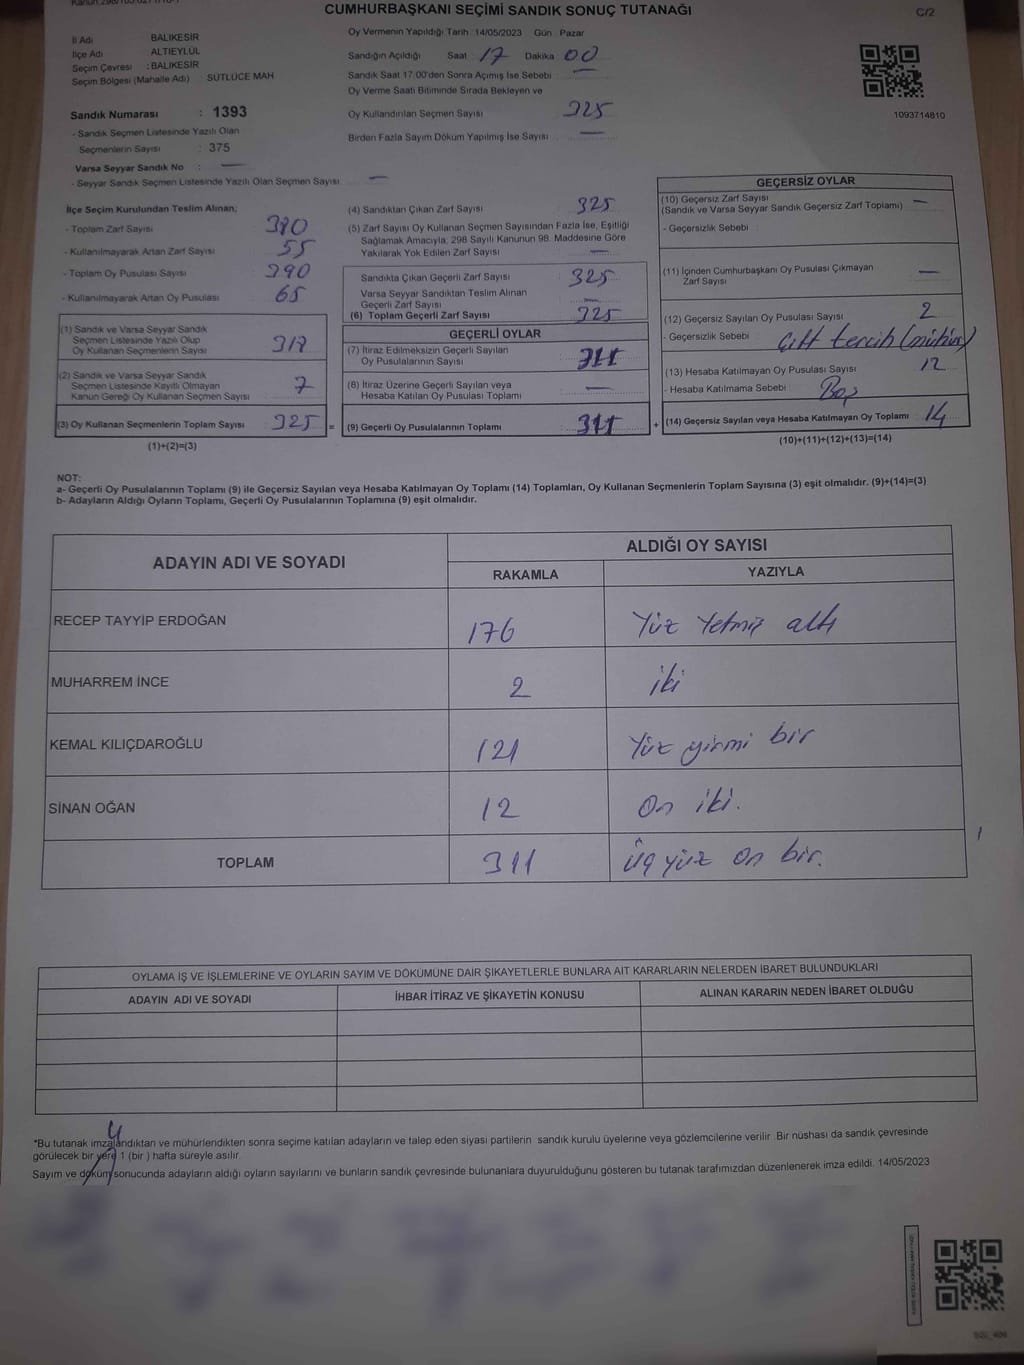 CUMHURBAŞKANI SEÇİMİ SANDIK SONUÇ TUTANAĞI
C/2
İl Adı BALIKESİR
İlçe Adı ALTIEYLÜL
Seçim Çevresi : BALIKESİR
Seçim Bölgesi (Mahalle Adı) SÜTLÜCE MAH
Sandık Numarası : 1393
- Sandık Seçmen Listesinde Yazılı Olan
Seçmenlerin Sayısı : 375
Varsa Seyyar Sandık No : —
- Seyyar Sandık Seçmen Listesinde Yazılı Olan Seçmen Sayısı —
Oy Vermenin Yapıldığı Tarih : 14/05/2023 Gün : Pazar
Sandığın Açıldığı Saat 17 Dakika 00
Sandık Saat 17:00'den Sonra Açımış İse Sebebi —
Oy Verme Saati Bitiminde Sırada Bekleyen ve
Oy Kullandırılan Seçmen Sayısı 325
Birden Fazla Sayım Döküm Yapılmış İse Sayısı —
1093714810
İlçe Seçim Kurulundan Teslim Alınan;
- Toplam Zarf Sayısı 380
- Kullanılmayarak Artan Zarf Sayısı 55
- Toplam Oy Pusulası Sayısı 390
- Kullanılmayarak Artan Oy Pusulası 65
(1) Sandık ve Varsa Seyyar Sandık
Seçmen Listesinde Yazılı Olup
Oy Kullanan Seçmenlerin Sayısı 318
(2) Sandık ve Varsa Seyyar Sandık
Seçmen Listesinde Kayıtlı Olmayan
Kanun Gereği Oy Kullanan Seçmen Sayısı 7
(3) Oy Kullanan Seçmenlerin Toplam Sayısı 325 =
(1)+(2)=(3)
(4) Sandıktan Çıkan Zarf Sayısı 325
(5) Zarf Sayısı Oy Kullanan Seçmen Sayısından Fazla İse, Eşitliği
Sağlamak Amacıyla, 298 Sayılı Kanunun 98. Maddesine Göre
Yakılarak Yok Edilen Zarf Sayısı —
Sandıkta Çıkan Geçerli Zarf Sayısı 325
Varsa Seyyar Sandıktan Teslim Alınan
Geçerli Zarf Sayısı —
(6) Toplam Geçerli Zarf Sayısı 325
GEÇERLİ OYLAR
(7) İtiraz Edilmeksizin Geçerli Sayılan
Oy Pusulalarının Sayısı 311
(8) İtiraz Üzerine Geçerli Sayılan veya
Hesaba Katılan Oy Pusulası Toplamı —
(9) Geçerli Oy Pusulalarının Toplamı 311 +
GEÇERSİZ OYLAR
(10) Geçersiz Zarf Sayısı —
(Sandık ve Varsa Seyyar Sandık Geçersiz Zarf Toplamı)
- Geçersizlik Sebebi :
(11) İçinden Cumhurbaşkanı Oy Pusulası Çıkmayan
Zarf Sayısı —
(12) Geçersiz Sayılan Oy Pusulası Sayısı 2
- Geçersizlik Sebebi Çift tercih (mühür)
(13) Hesaba Katılmayan Oy Pusulası Sayısı 12
- Hesaba Katılmama Sebebi Boş
(14) Geçersiz Sayılan veya Hesaba Katılmayan Oy Toplamı 14
(10)+(11)+(12)+(13)=(14)
NOT:
a- Geçerli Oy Pusulalarının Toplamı (9) ile Geçersiz Sayılan veya Hesaba Katılmayan Oy Toplamı (14) Toplamları, Oy Kullanan Seçmenlerin Toplam Sayısına (3) eşit olmalıdır. (9)+(14)=(3)
b- Adayların Aldığı Oyların Toplamı, Geçerli Oy Pusulalarının Toplamına (9) eşit olmalıdır.
ADAYIN ADI VE SOYADI
ALDIĞI OY SAYISI
RAKAMLA YAZIYLA
RECEP TAYYİP ERDOĞAN 176 Yüz Yetmiş altı
MUHARREM İNCE 2 iki
KEMAL KILIÇDAROĞLU 121 Yüz yirmi bir
SİNAN OĞAN 12 On iki.
TOPLAM 311 üçyüz on bir.
OYLAMA İŞ VE İŞLEMLERİNE VE OYLARIN SAYIM VE DÖKÜMÜNE DAİR ŞİKAYETLERLE BUNLARA AİT KARARLARIN NELERDEN İBARET BULUNDUKLARI
ADAYIN ADI VE SOYADI İHBAR İTİRAZ VE ŞİKAYETİN KONUSU ALINAN KARARIN NEDEN İBARET OLDUĞU
*Bu tutanak imzalandıktan ve mühürlendikten sonra seçime katılan adayların ve talep eden siyasi partilerin sandık kurulu üyelerine veya gözlemcilerine verilir. Bir nüshası da sandık çevresinde
görülecek bir yere 1 (bir ) hafta süreyle asılır.
Sayım ve döküm sonucunda adayların aldığı oyların sayılarını ve bunların sandık çevresinde bulunanlara duyurulduğunu gösteren bu tutanak tarafımızdan düzenlenerek imza edildi. 14/05/2023